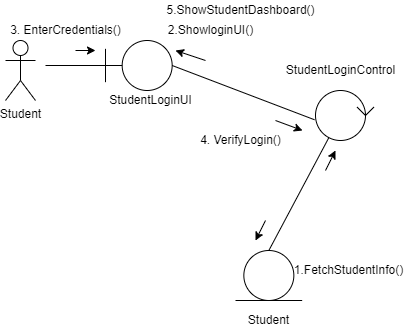 5.ShowStudentDashboard()
3. EnterCredentials()
2.ShowloginUI()
StudentLoginControl
StudentLoginUI
Student
4. VerifyLogin()
1.FetchStudentInfo()
Student